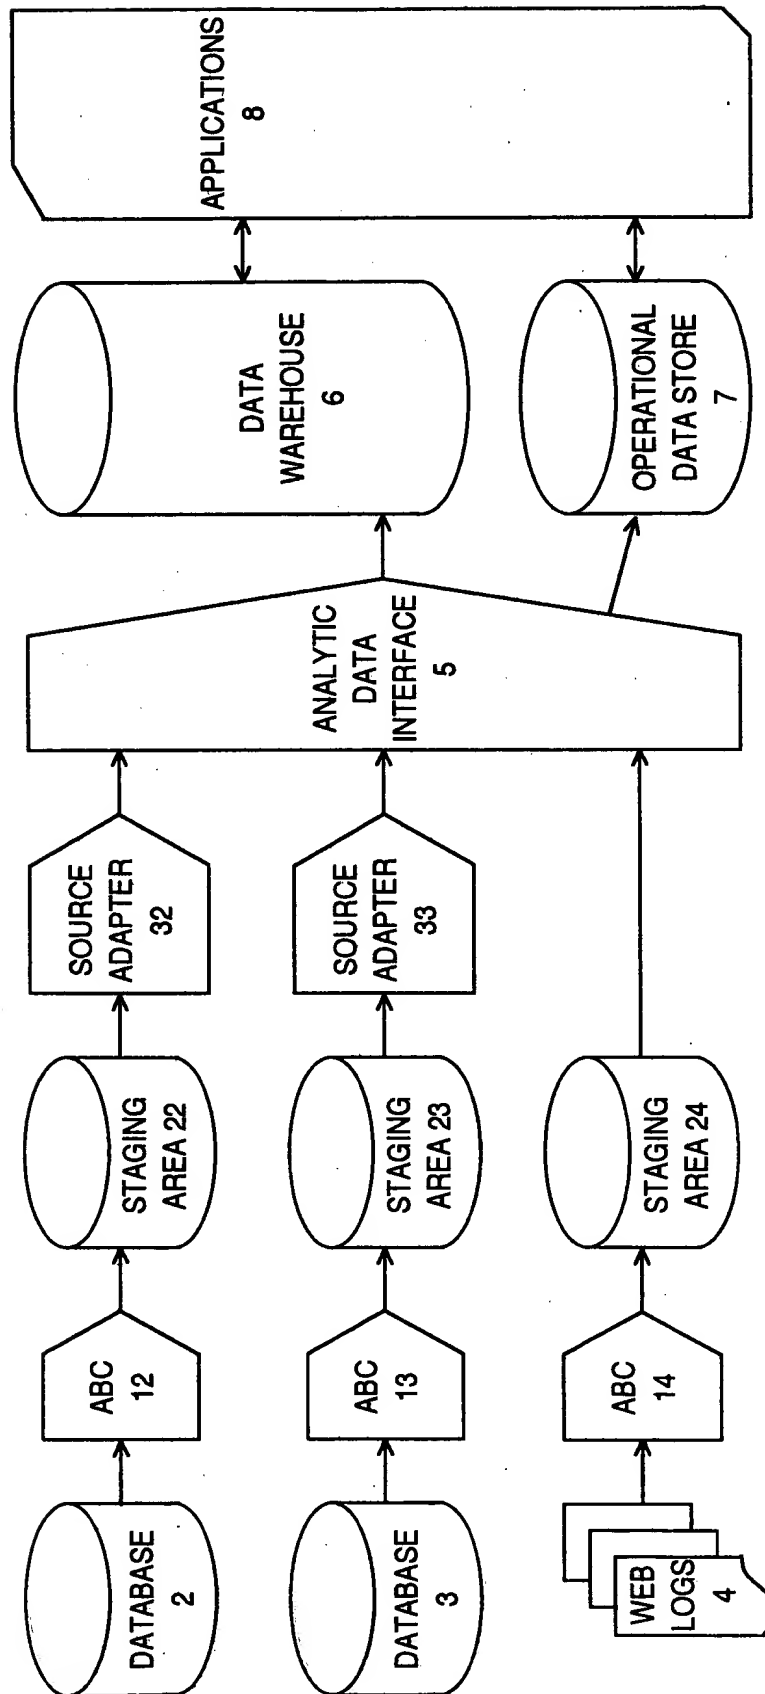 DATABASE
2
ABC
12
STAGING
AREA 22
SOURCE
ADAPTER
32
DATABASE
3
ABC
13
STAGING
AREA 23
SOURCE
ADAPTER
33
WEB
LOGS
4
ABC
14
STAGING
AREA 24
ANALYTIC
DATA
INTERFACE
5
DATA
WAREHOUSE
6
OPERATIONAL
DATA STORE
7
APPLICATIONS
8